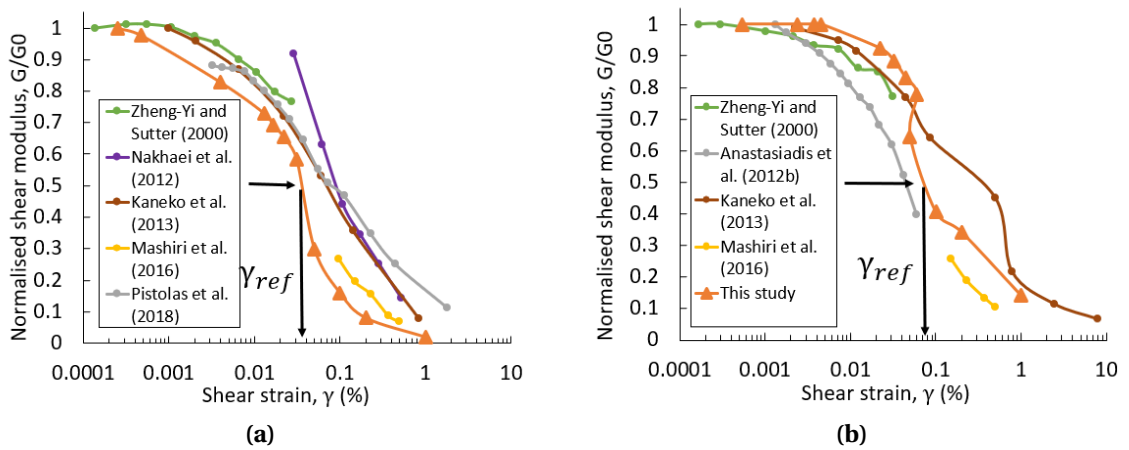 Normalised shear modulus, G/G0
1
0.9
0.8
0.7
0.6
0.5
0.4
0.3
0.2
0.1
0
Zheng-Yi and
Sutter (2000)
Nakhaei et al.
(2012)
Kaneko et al.
(2013)
Mashiri et al.
(2016)
Pistolas et al.
(2018)
γref
0.0001 0.001 0.01 0.1 1 10
Shear strain, γ (%)
(a)
Normalised shear modulus, G/G0
1
0.9
0.8
0.7
0.6
0.5
0.4
0.3
0.2
0.1
0
Zheng-Yi and
Sutter (2000)
Anastasiadis et
al. (2012b)
Kaneko et al.
(2013)
Mashiri et al.
(2016)
This study
γref
0.0001 0.001 0.01 0.1 1 10
Shear strain, γ (%)
(b)